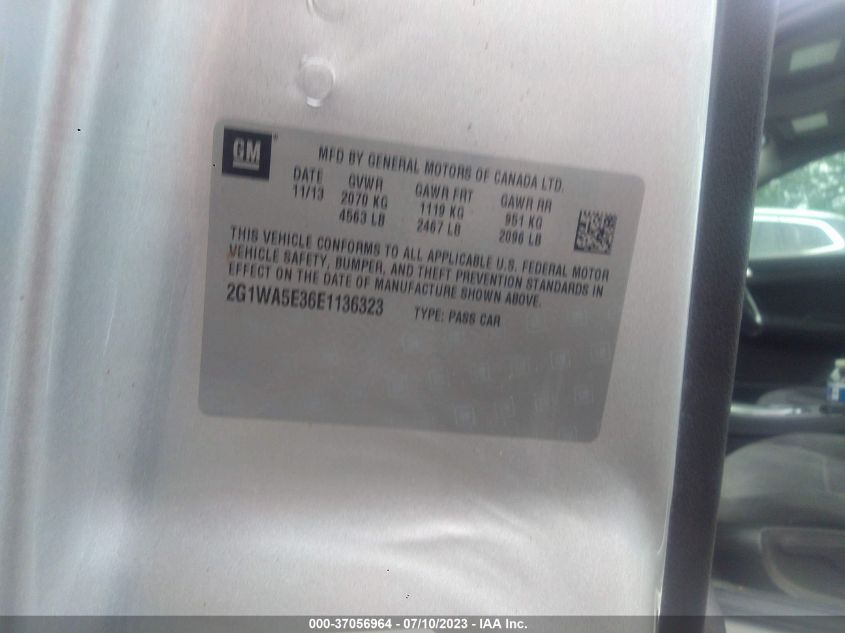 GM
MFD BY GENERAL MOTORS OF CANADA LTD.
DATE GVWR GAWR FRT GAWR RR
11/13 2070 KG 1119 KG 951 KG
4563 LB 2467 LB 2096 LB
THIS VEHICLE CONFORMS TO ALL APPLICABLE U.S. FEDERAL MOTOR
VEHICLE SAFETY, BUMPER, AND THEFT PREVENTION STANDARDS IN
EFFECT ON THE DATE OF MANUFACTURE SHOWN ABOVE.
2G1WA5E36E1136323 TYPE: PASS CAR
000-37056964 - 07/10/2023 - IAA Inc.